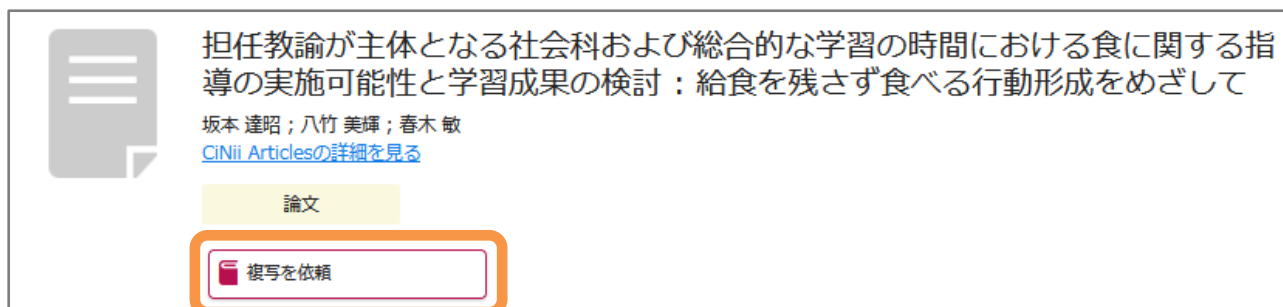 担任教諭が主体となる社会科および総合的な学習の時間における食に関する指
導の実施可能性と学習成果の検討：給食を残さず食べる行動形成をめざして
坂本 達昭；八竹 美輝；春木 敏
CiNii Articlesの詳細を見る
論文
複写を依頼